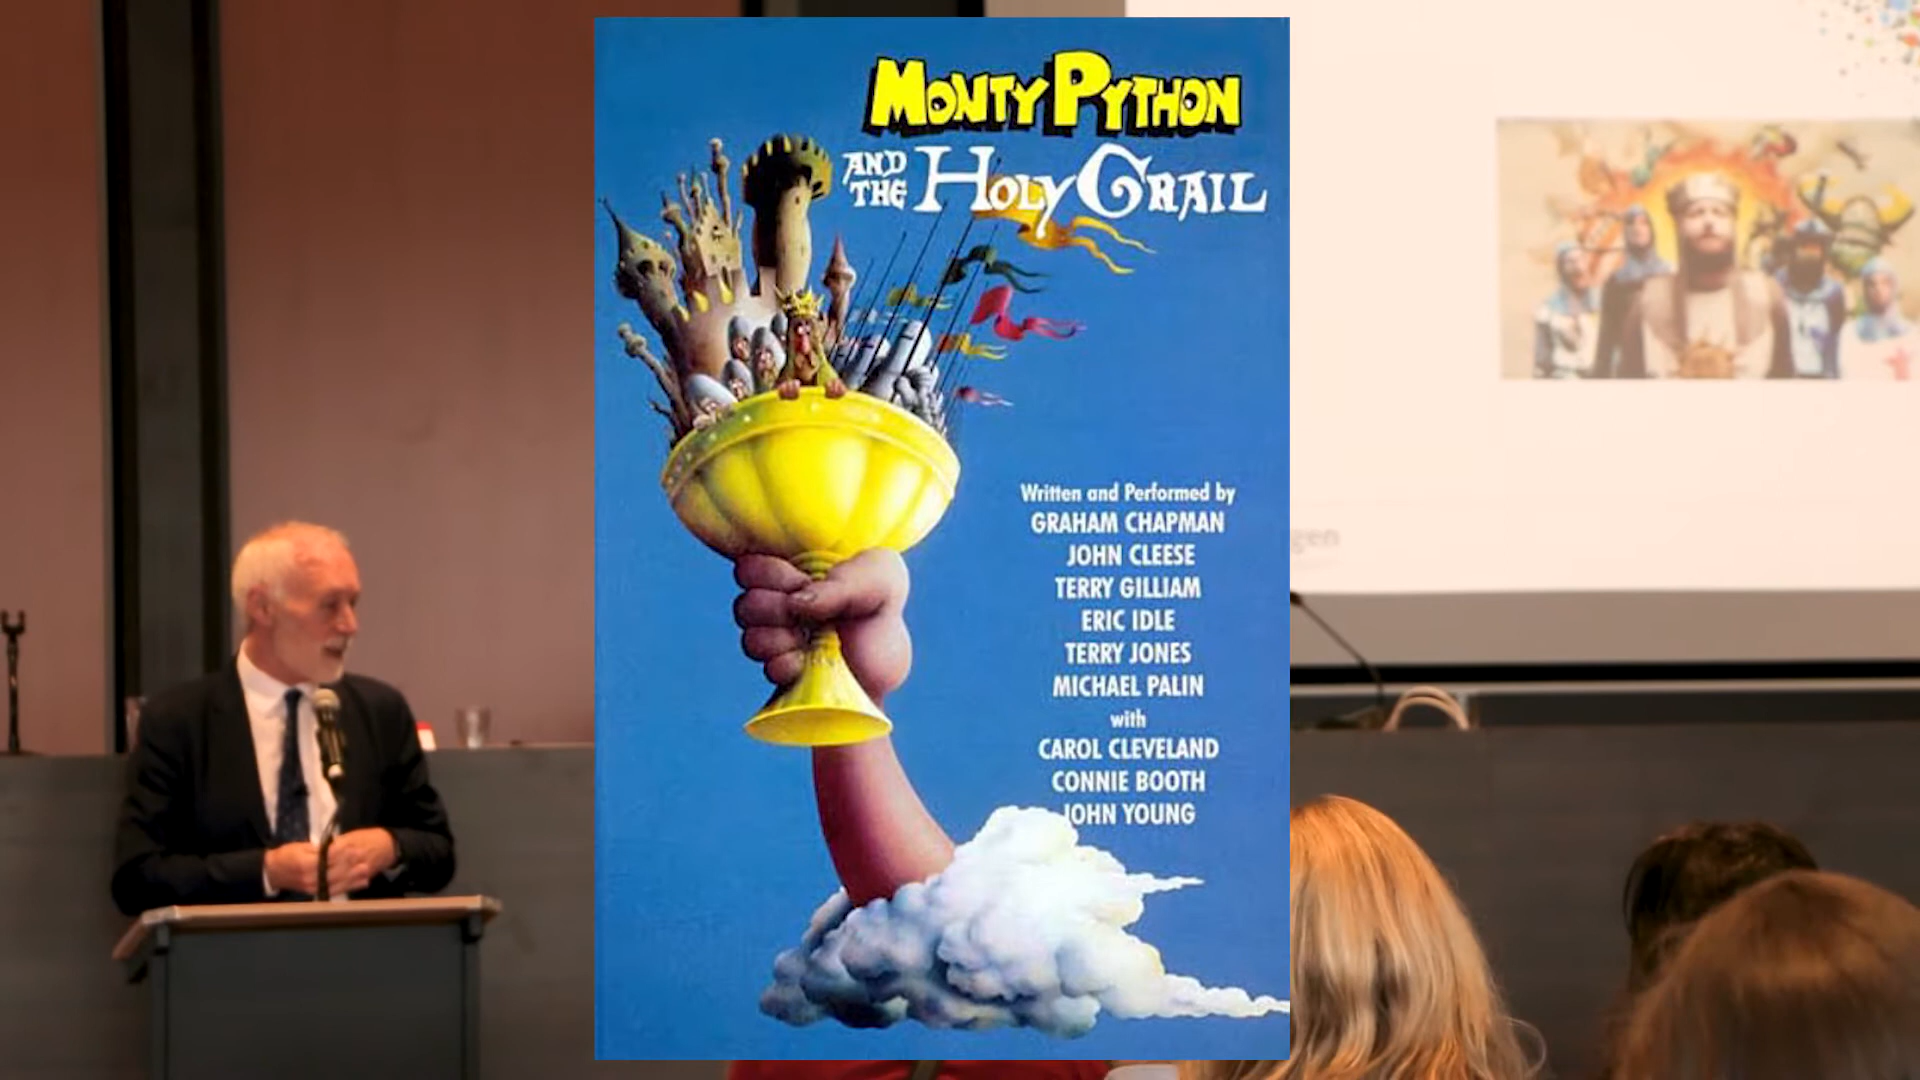 MONTY PYTHON
AND THE HOLY GRAIL
Written and Performed by
GRAHAM CHAPMAN
JOHN CLEESE
TERRY GILLIAM
ERIC IDLE
TERRY JONES
MICHAEL PALIN
with
CAROL CLEVELAND
CONNIE BOOTH
JOHN YOUNG